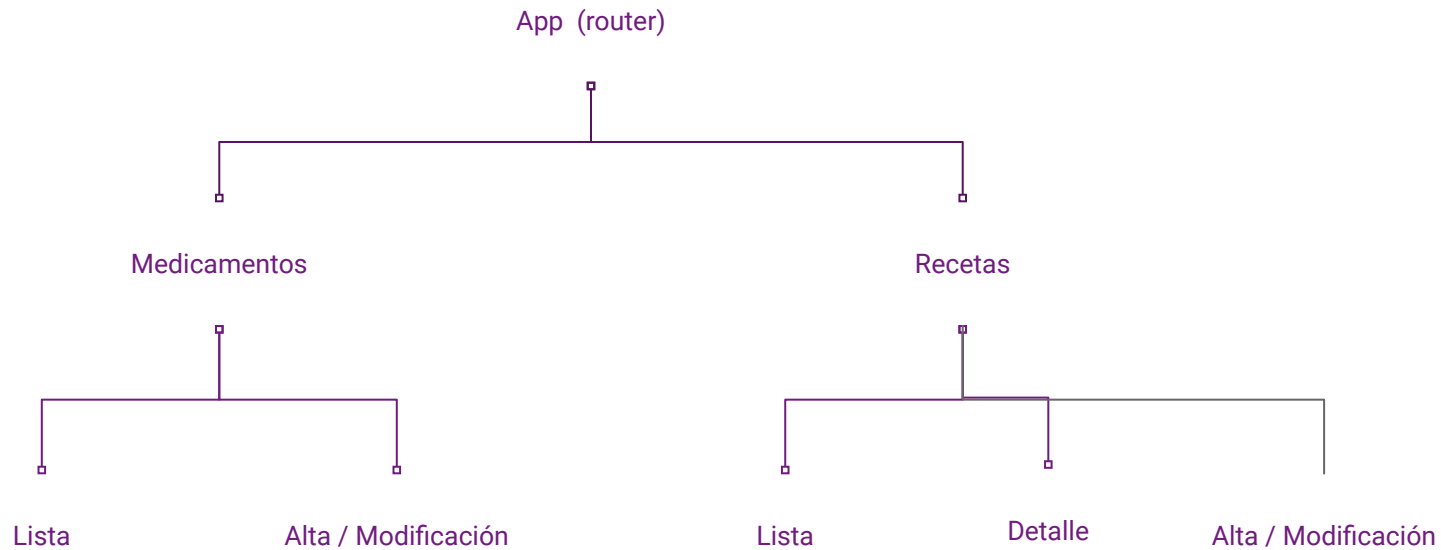 App (router)
Medicamentos
Recetas
Lista
Alta / Modificación
Lista
Detalle
Alta / Modificación